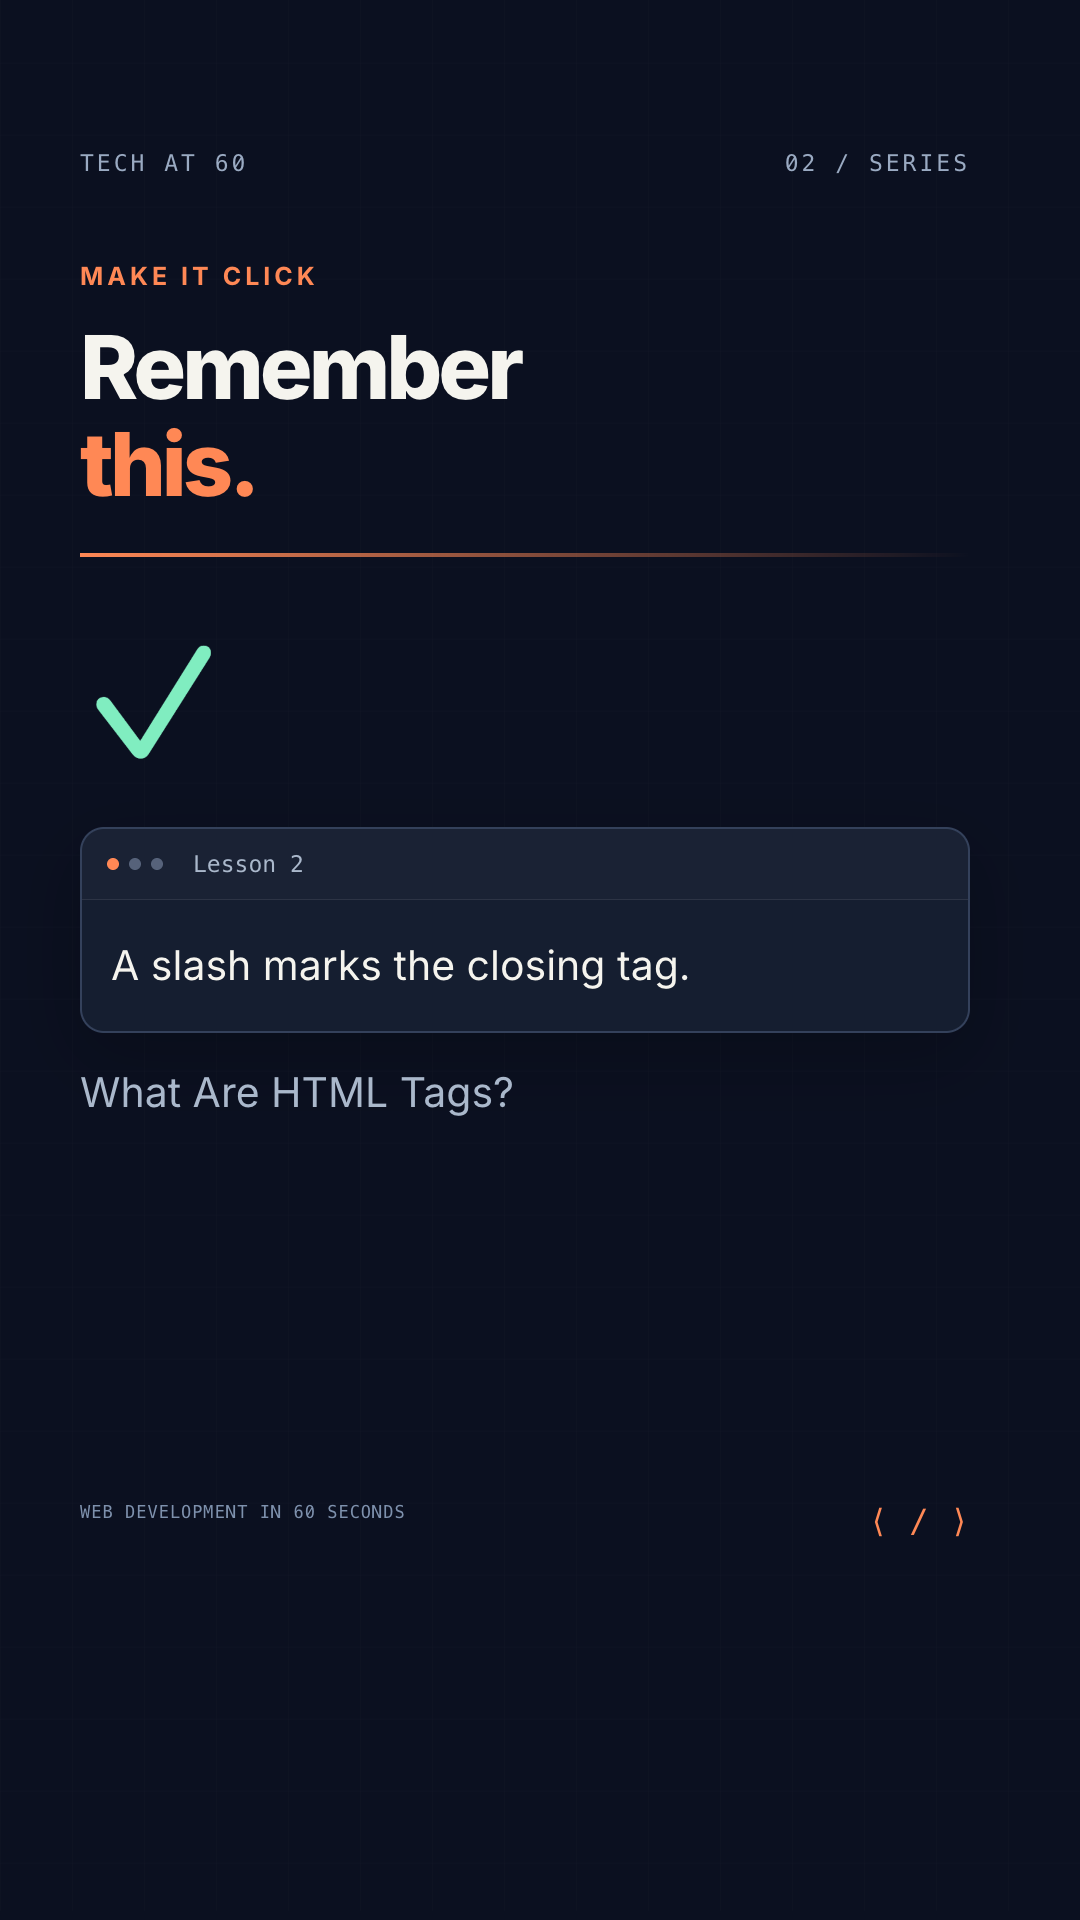 TECH AT 60
02 / SERIES
MAKE IT CLICK
Remember
this.
Lesson 2
A slash marks the closing tag.
What Are HTML Tags?
WEB DEVELOPMENT IN 60 SECONDS
⟨ / ⟩